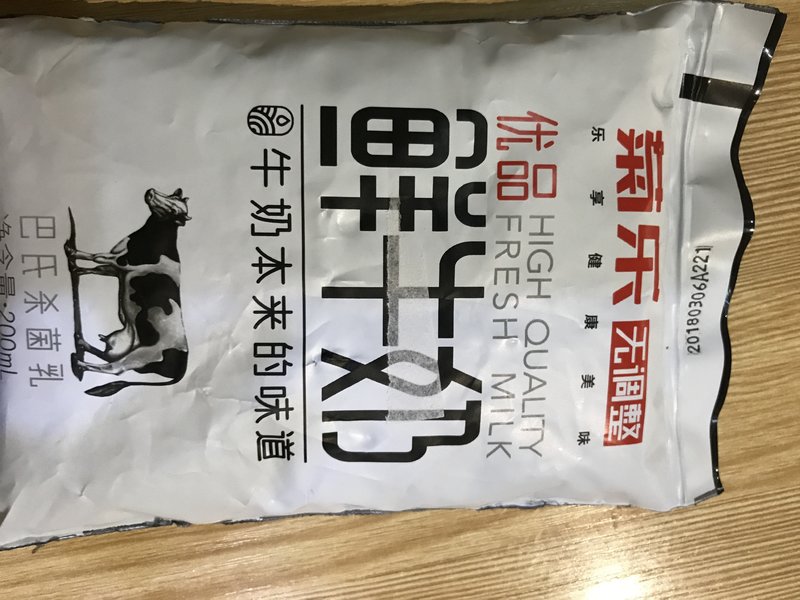 20180306A221
菊乐 无调整
乐享健康美味
优品 HIGH QUALITY
FRESH MILK
鲜牛奶
牛奶本来的味道
巴氏杀菌乳
净含量:200mL